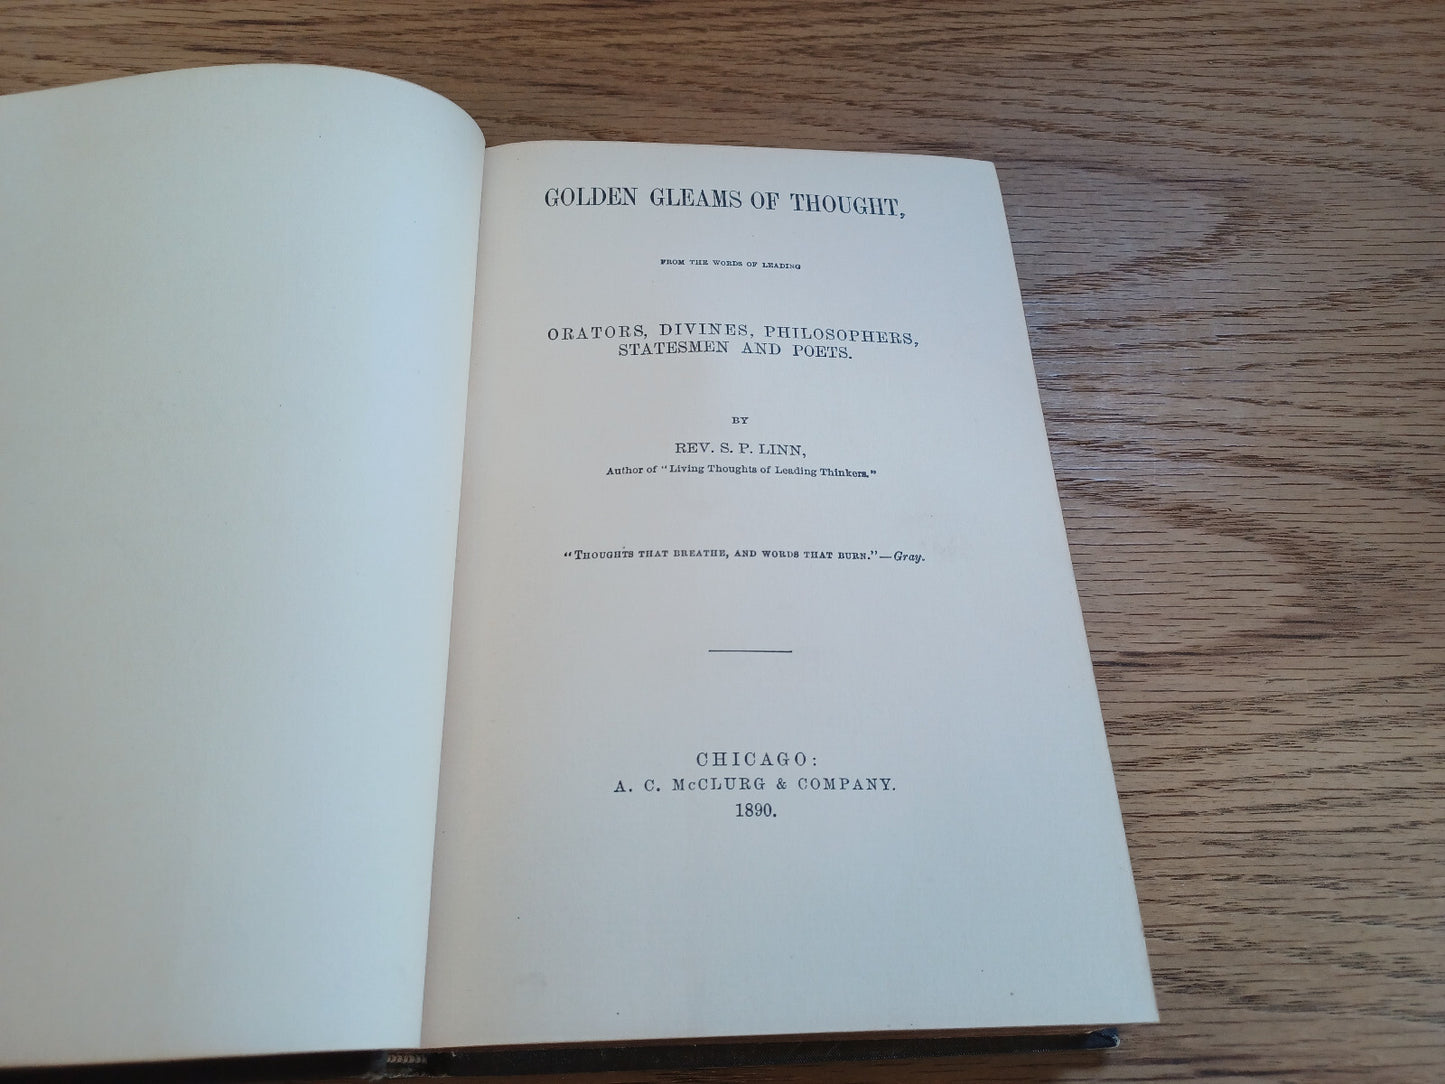 GOLDEN GLEAMS OF THOUGHT,
FROM THE WORDS OF LEADING
ORATORS, DIVINES, PHILOSOPHERS,
STATESMEN AND POETS.
BY
REV. S. P. LINN,
Author of "Living Thoughts of Leading Thinkers."
"THOUGHTS THAT BREATHE, AND WORDS THAT BURN."—Gray.
CHICAGO:
A. C. McCLURG & COMPANY.
1890.